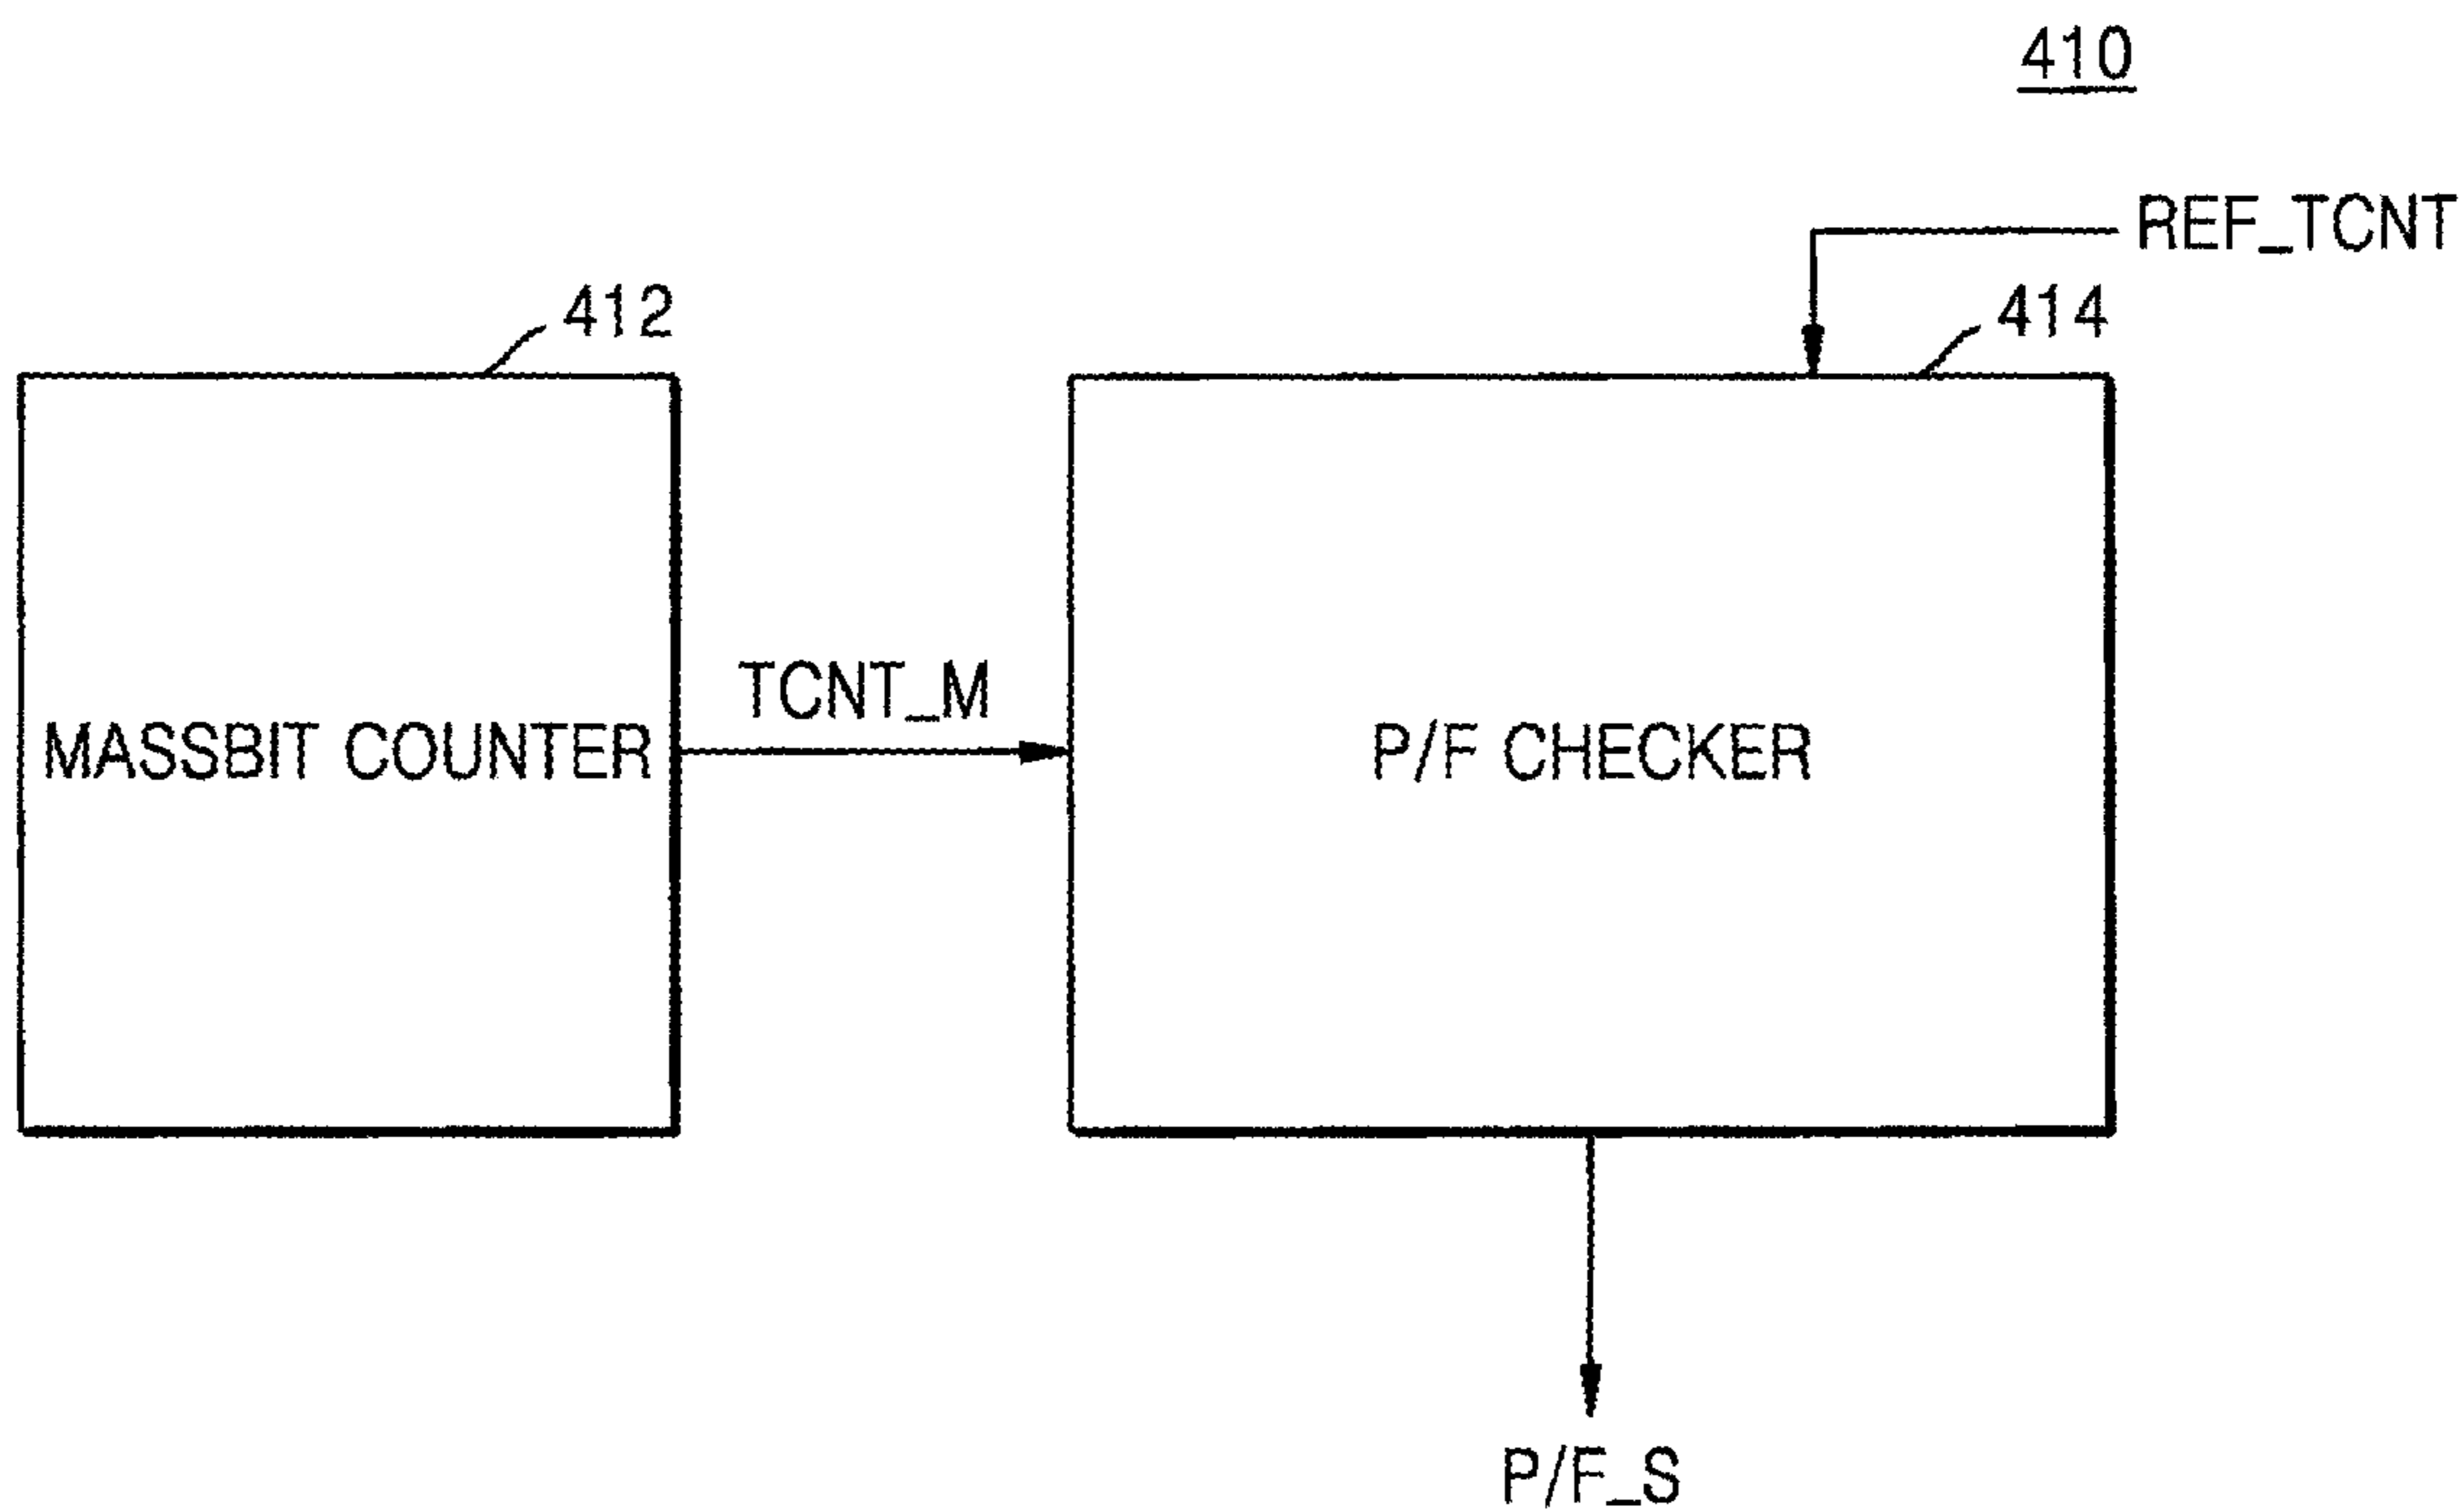 410
REF_TCNT
412
414
TCNT_M
MASSBIT COUNTER
P/F CHECKER
P/F_S